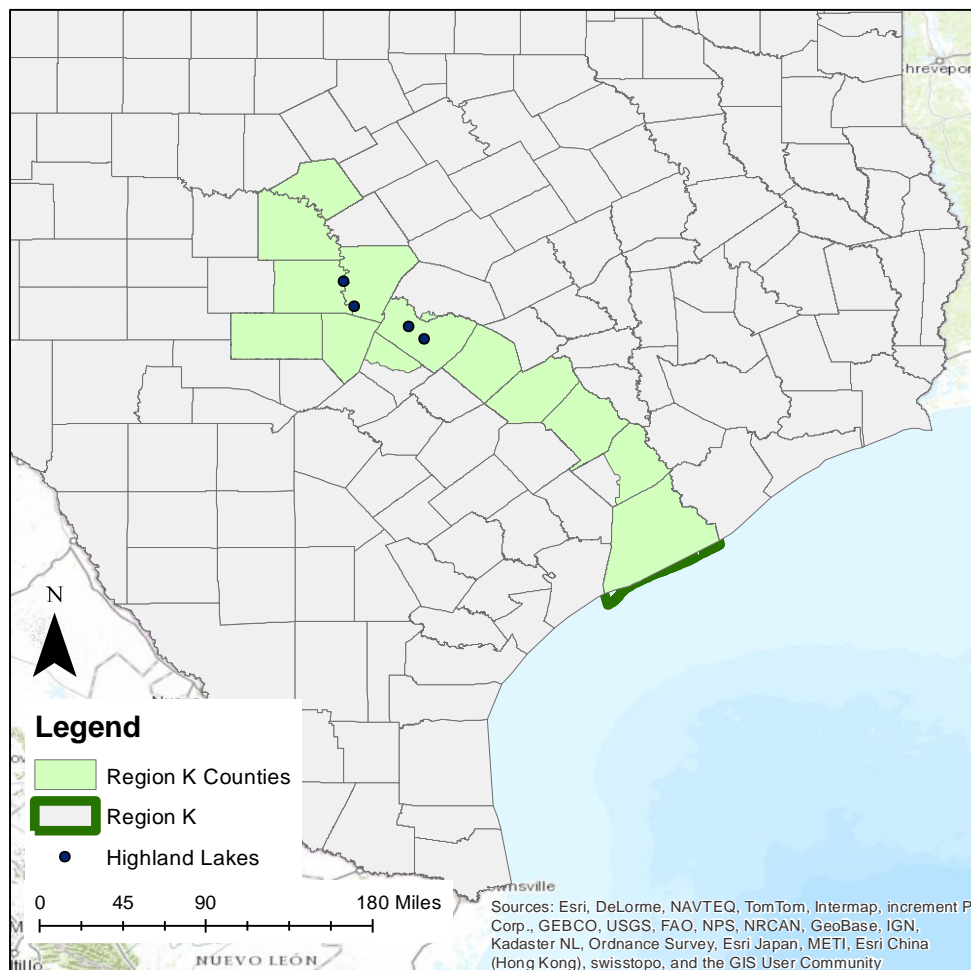 Shrevepor
N
Legend
Region K Counties
Region K
Highland Lakes
0 45 90 180 Miles
wnsville
NUEVO LEÓN
Sources: Esri, DeLorme, NAVTEQ, TomTom, Intermap, increment P
Corp., GEBCO, USGS, FAO, NPS, NRCAN, GeoBase, IGN,
Kadaster NL, Ordnance Survey, Esri Japan, METI, Esri China
(Hong Kong), swisstopo, and the GIS User Community